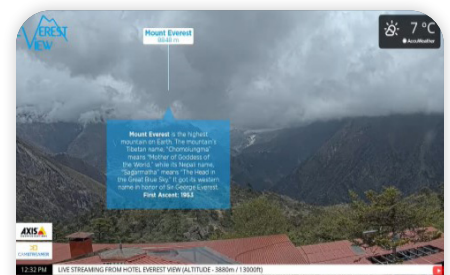 EVEREST
VIEW
Mount Everest
8848 m
7 °C
AccuWeather
Mount Everest is the highest
mountain on Earth. The mountain's
Tibetan name, "Chomolungma"
means "Mother of Goddess of
the World," while its Nepali name,
"Sagarmatha" means "The Head in
the Great Blue Sky." It got its western
name in honor of Sir George Everest.
First Ascent: 1953
AXIS
COMMUNICATIONS
CAMSTREAMER
12:32 PM
LIVE STREAMING FROM HOTEL EVEREST VIEW (ALTITUDE - 3880m / 13000ft)